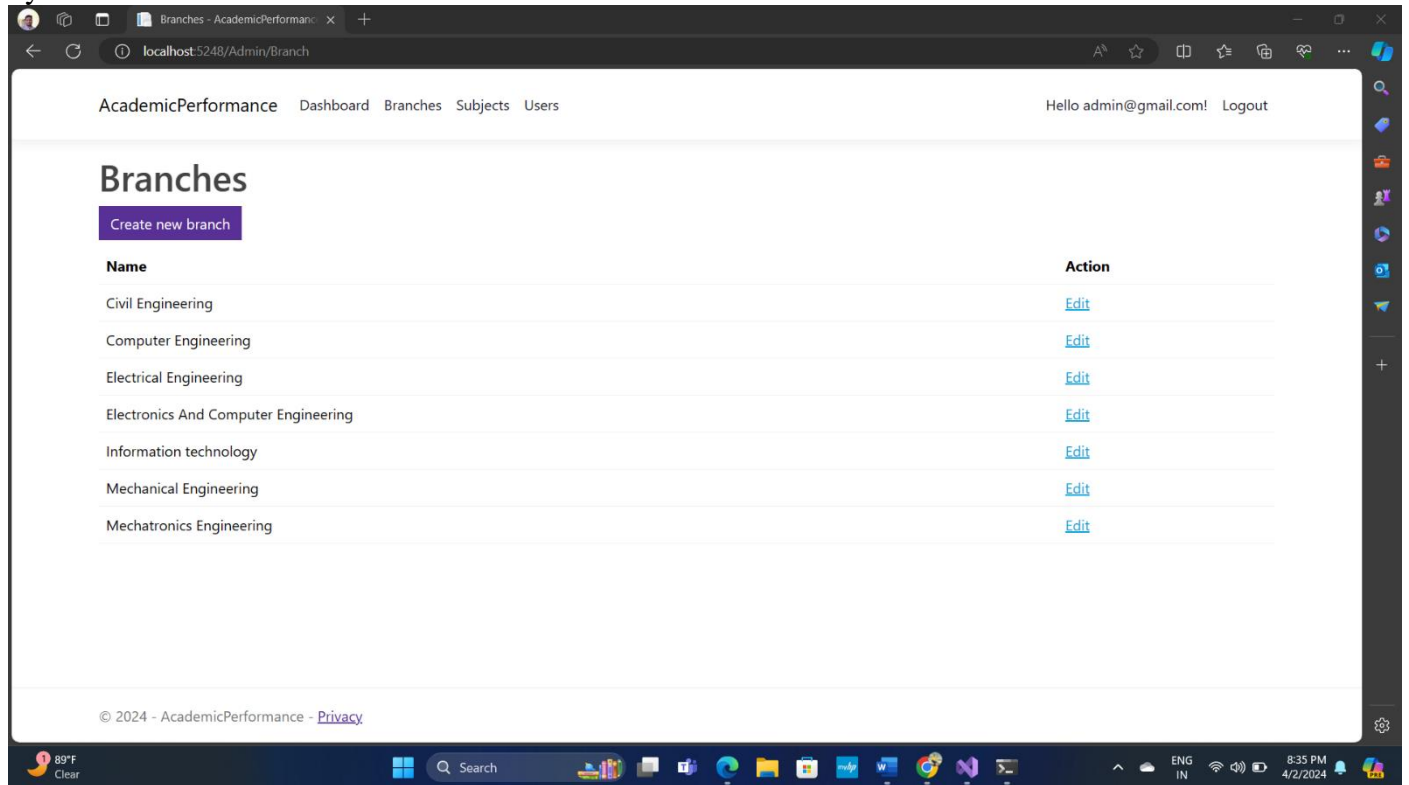 y
Branches - AcademicPerformanc
localhost:5248/Admin/Branch
AcademicPerformance Dashboard Branches Subjects Users Hello admin@gmail.com! Logout
Branches
Create new branch
Name Action
Civil Engineering Edit
Computer Engineering Edit
Electrical Engineering Edit
Electronics And Computer Engineering Edit
Information technology Edit
Mechanical Engineering Edit
Mechatronics Engineering Edit
© 2024 - AcademicPerformance - Privacy
1 89°F Search ENG 8:35 PM
Clear IN 4/2/2024